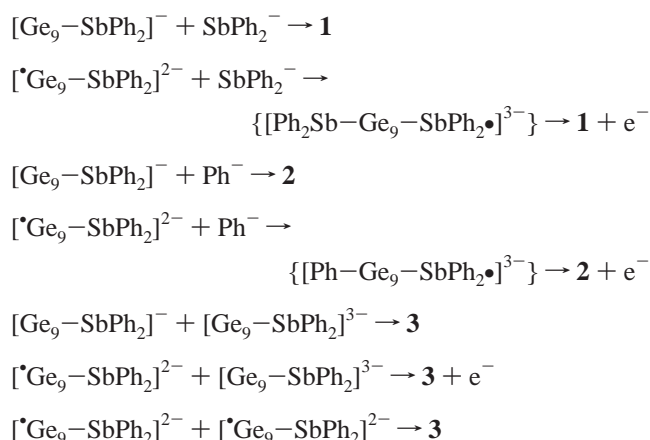 [Ge₉−SbPh₂]⁻ + SbPh₂⁻ → 1
[•Ge₉−SbPh₂]²⁻ + SbPh₂⁻ →
{[Ph₂Sb−Ge₉−SbPh₂•]³⁻} → 1 + e⁻
[Ge₉−SbPh₂]⁻ + Ph⁻ → 2
[•Ge₉−SbPh₂]²⁻ + Ph⁻ →
{[Ph−Ge₉−SbPh₂•]³⁻} → 2 + e⁻
[Ge₉−SbPh₂]⁻ + [Ge₉−SbPh₂]³⁻ → 3
[•Ge₉−SbPh₂]²⁻ + [Ge₉−SbPh₂]³⁻ → 3 + e⁻
[•Ge₉−SbPh₂]²⁻ + [•Ge₉−SbPh₂]²⁻ → 3